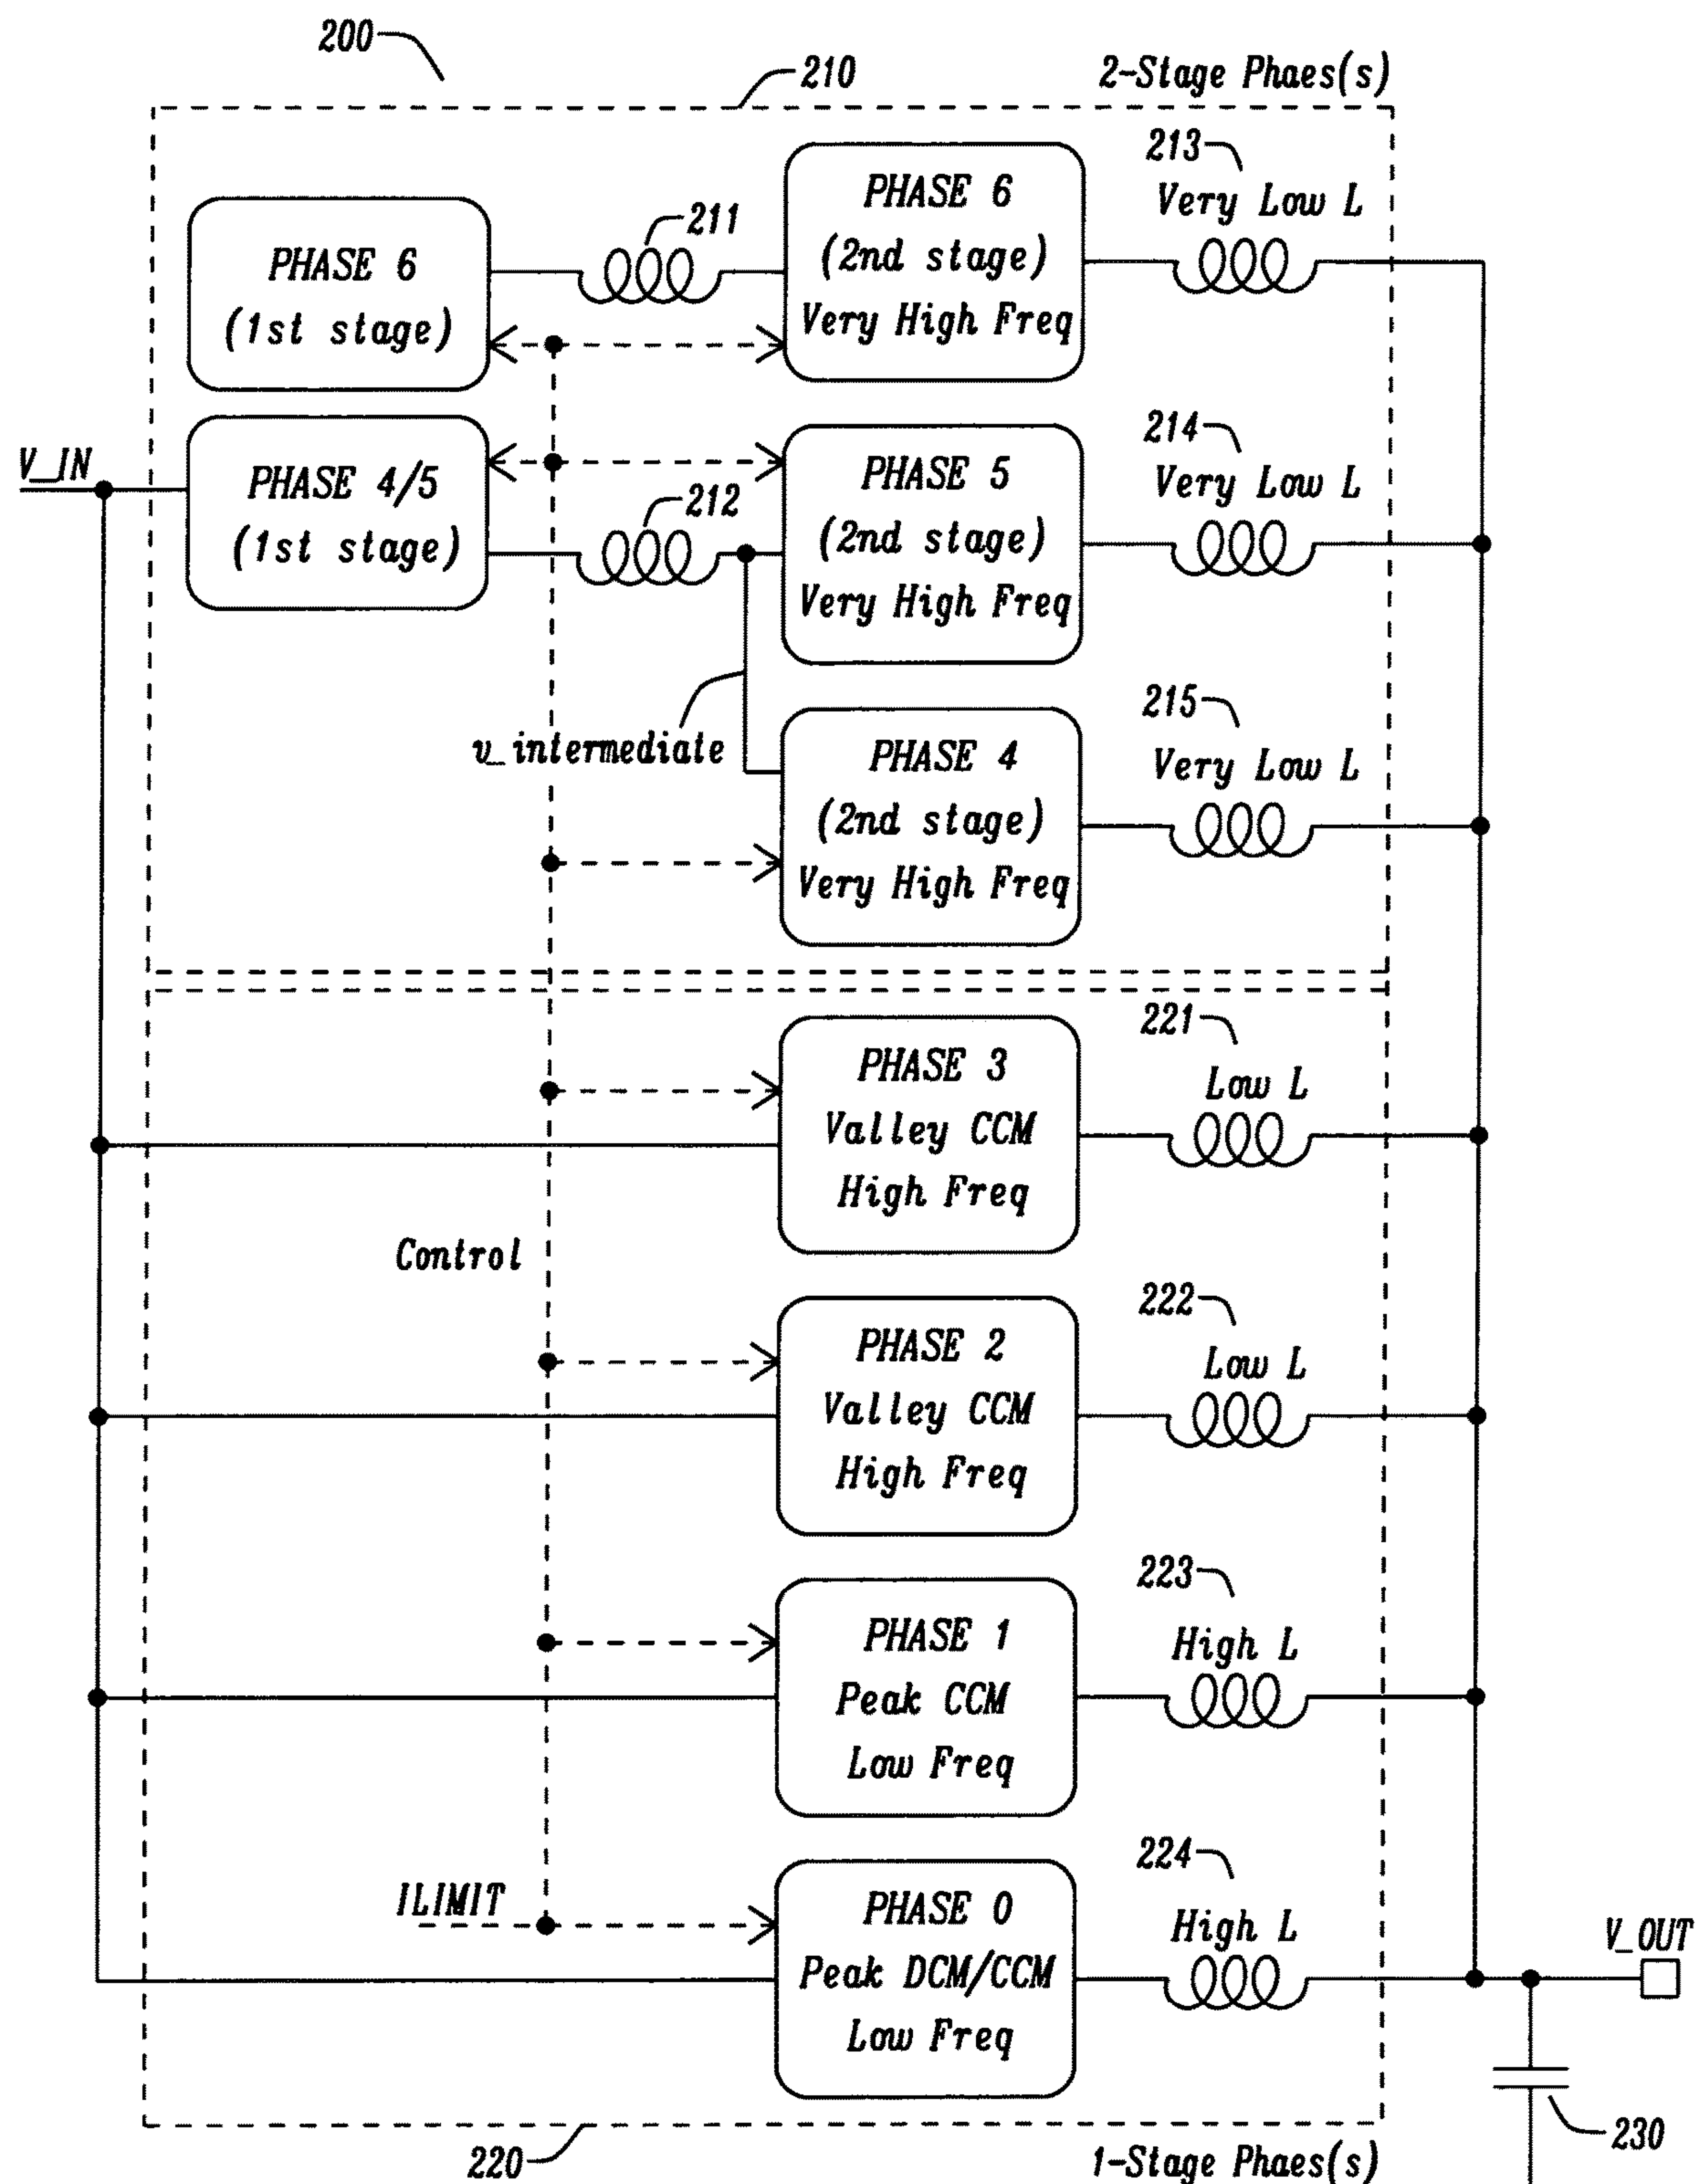 200
210
2-Stage Phaes(s)
213
Very Low L
211
PHASE 6
(1st stage)
PHASE 6
(2nd stage)
Very High Freq
V_IN
PHASE 4/5
(1st stage)
212
PHASE 5
(2nd stage)
Very High Freq
214
Very Low L
v_intermediate
PHASE 4
(2nd stage)
Very High Freq
215
Very Low L
PHASE 3
Valley CCM
High Freq
221
Low L
Control
PHASE 2
Valley CCM
High Freq
222
Low L
PHASE 1
Peak CCM
Low Freq
223
High L
ILIMIT
PHASE 0
Peak DCM/CCM
Low Freq
224
High L
V_OUT
230
220
1-Stage Phaes(s)